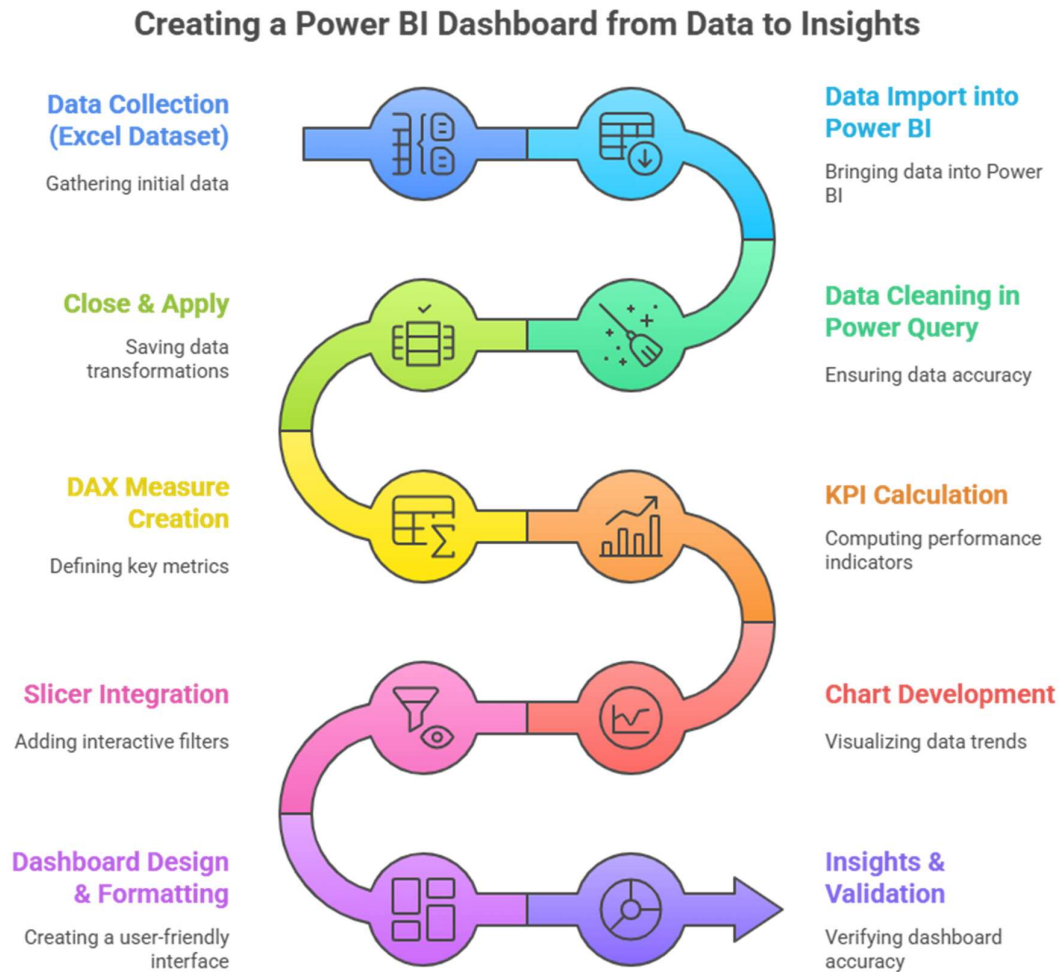 Creating a Power BI Dashboard from Data to Insights
Data Collection
(Excel Dataset)
Gathering initial data
Data Import into
Power BI
Bringing data into Power
BI
Data Cleaning in
Power Query
Ensuring data accuracy
Close & Apply
Saving data
transformations
DAX Measure
Creation
Defining key metrics
KPI Calculation
Computing performance
indicators
Chart Development
Visualizing data trends
Slicer Integration
Adding interactive filters
Dashboard Design
& Formatting
Creating a user-friendly
interface
Insights &
Validation
Verifying dashboard
accuracy